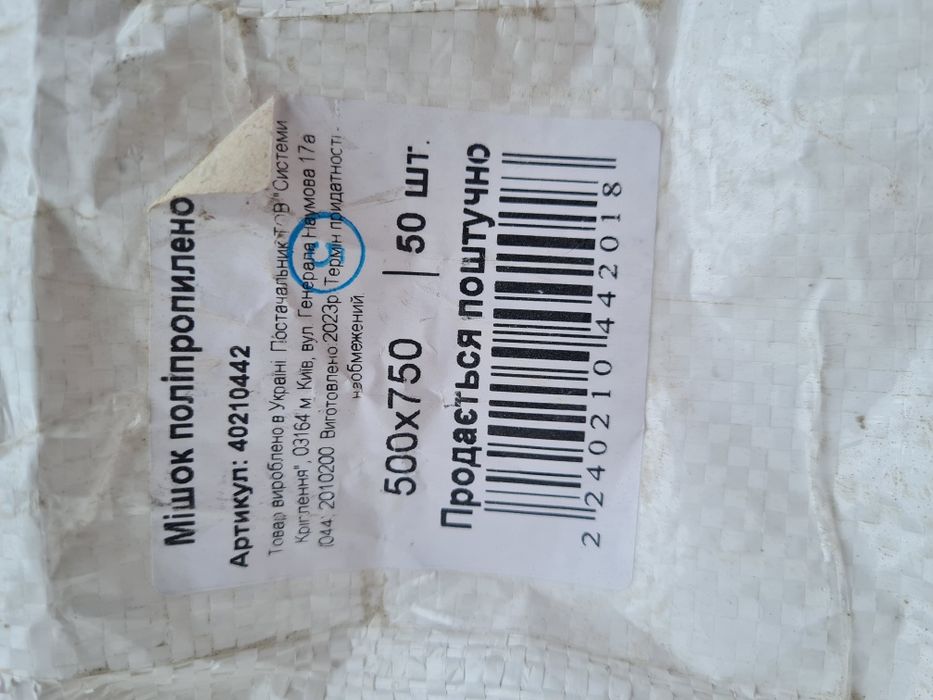 Мішок поліпропилено
Артикул: 40210442
Товар вироблено в Україні. Постачальник ТОВ "Системи
Кріплення", 03164 м. Київ, вул. Генерала Наумова 17а
(044) 2010200 Виготовлено 2023р Термін придатності -
необмежений
500х750 | 50 шт.
Продається поштучно
2 240210 442018